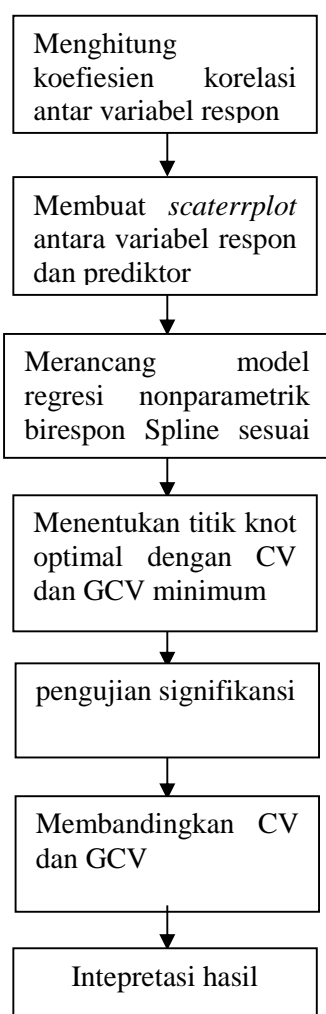 Menghitung
koefiesien korelasi
antar variabel respon
Membuat scaterrplot
antara variabel respon
dan prediktor
Merancang model
regresi nonparametrik
birespon Spline sesuai
Menentukan titik knot
optimal dengan CV
dan GCV minimum
pengujian signifikansi
Membandingkan CV
dan GCV
Intepretasi hasil